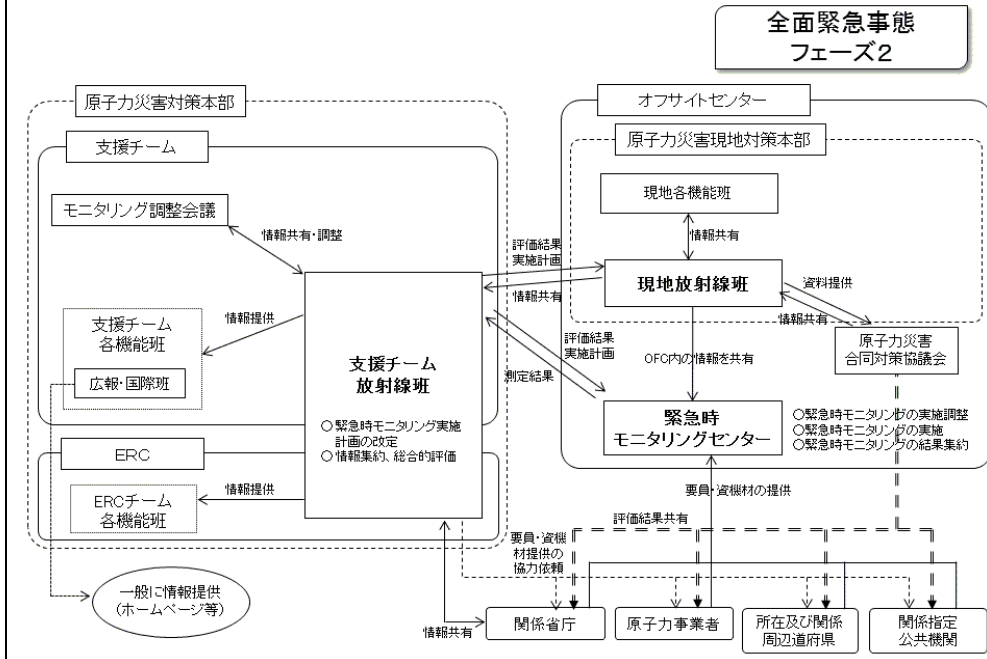 全面緊急事態
フェーズ2
原子力災害対策本部
支援チーム
モニタリング調整会議
情報共有・調整
支援チーム
各機能班
広報・国際班
情報提供
支援チーム
放射線班
○緊急時モニタリング実施
計画の改定
○情報集約、総合的評価
ERC
ERCチーム
各機能班
情報提供
一般に情報提供
(ホームページ等)
評価結果
実施計画
情報共有
評価結果
実施計画
測定結果
オフサイトセンター
原子力災害現地対策本部
現地各機能班
情報共有
現地放射線班
資料提供
情報共有
原子力災害
合同対策協議会
OFC内の情報を共有
緊急時
モニタリングセンター
○緊急時モニタリングの実施調整
○緊急時モニタリングの実施
○緊急時モニタリングの結果集約
要員・資機材の提供
評価結果共有
要員・資機
材提供の
協力依頼
情報共有
関係省庁
原子力事業者
所在及び関係
周辺道府県
関係指定
公共機関